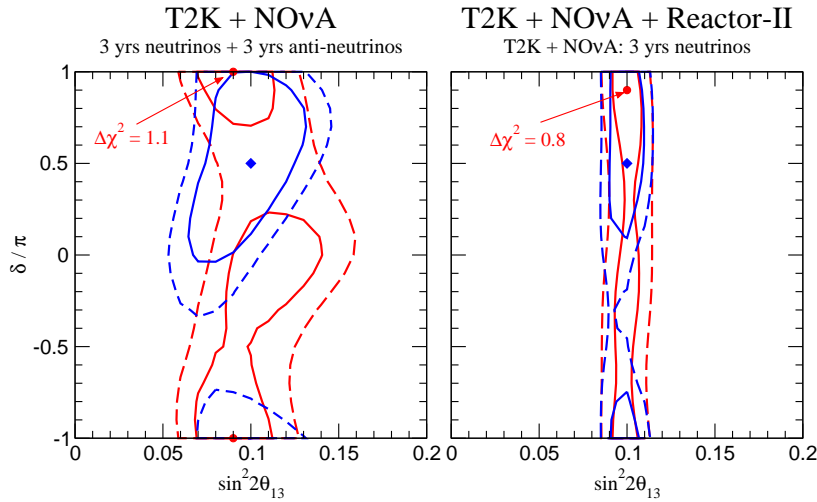 T2K + NOνA
3 yrs neutrinos + 3 yrs anti-neutrinos
T2K + NOνA + Reactor-II
T2K + NOνA: 3 yrs neutrinos
1
0.5
0
-0.5
-1
δ / π
Δχ² = 1.1
Δχ² = 0.8
0 0.05 0.1 0.15 0.2
0 0.05 0.1 0.15 0.2
sin²2θ₁₃
sin²2θ₁₃